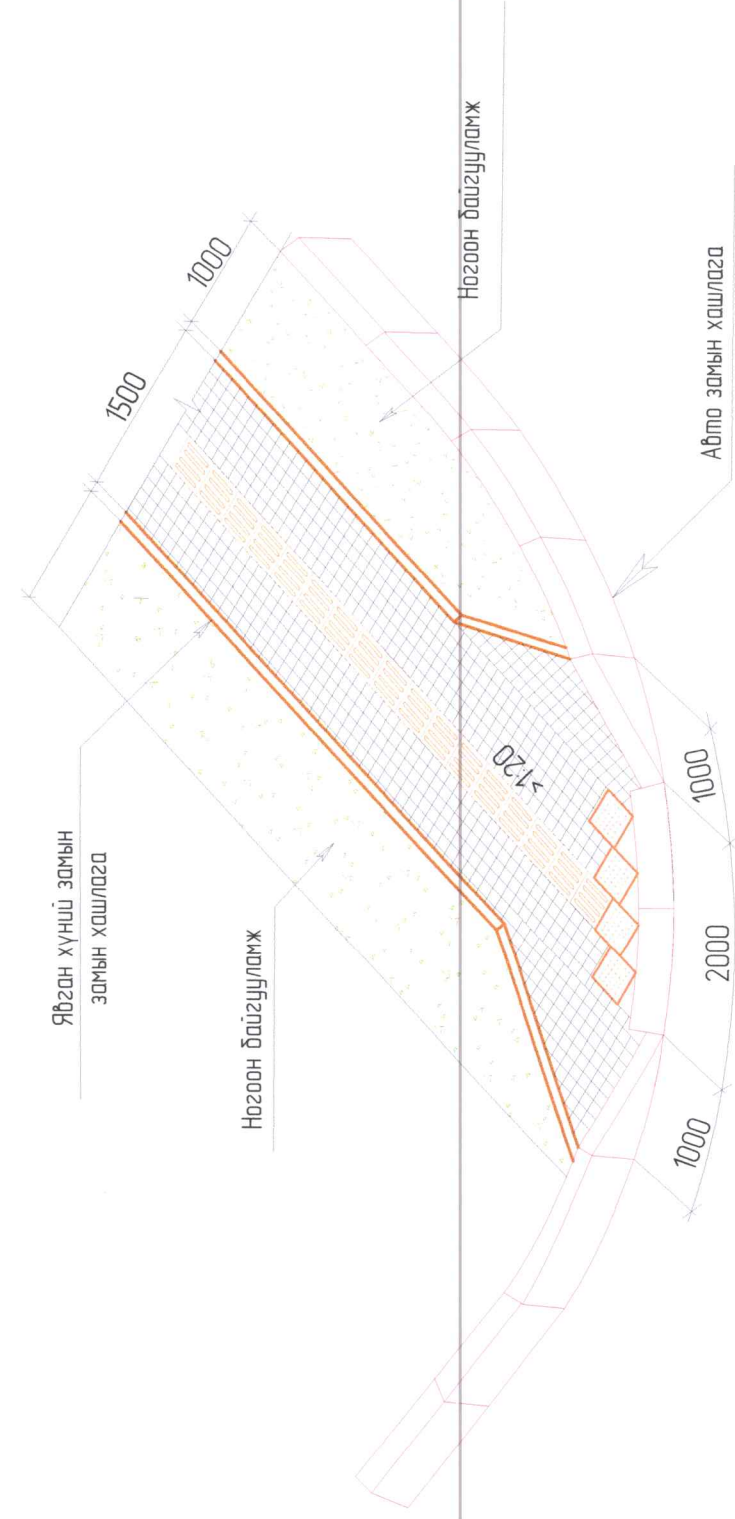 Явган хүний замын
замын хашлага
Ногоон байгууламж
Ногоон байгууламж
Авто замын хашлага
1500
1000
>1:20
1000
2000
1000